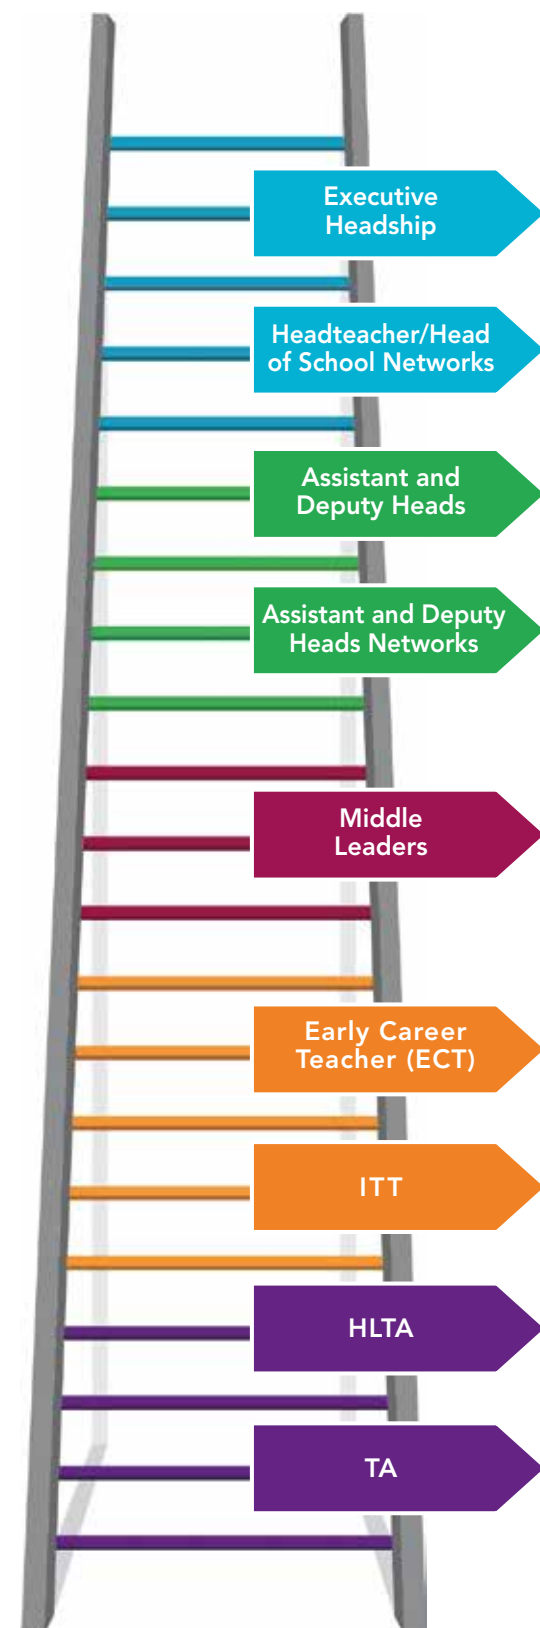 Executive
Headship
Headteacher/Head
of School Networks
Assistant and
Deputy Heads
Assistant and Deputy
Heads Networks
Middle
Leaders
Early Career
Teacher (ECT)
ITT
HLTA
TA